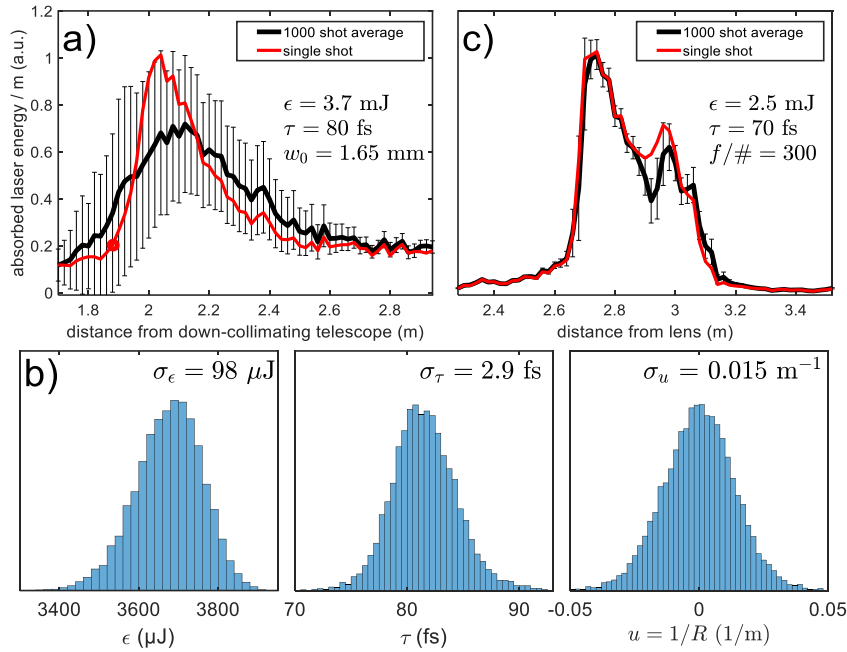 a)
1000 shot average
single shot
ϵ = 3.7 mJ
τ = 80 fs
w₀ = 1.65 mm
absorbed laser energy / m (a.u.)
1.2
1
0.8
0.6
0.4
0.2
0
1.8 2 2.2 2.4 2.6 2.8
distance from down-collimating telescope (m)
c)
1000 shot average
single shot
ϵ = 2.5 mJ
τ = 70 fs
f/# = 300
2.4 2.6 2.8 3 3.2 3.4
distance from lens (m)
b)
σϵ = 98 μJ
3400 3600 3800
ϵ (μJ)
στ = 2.9 fs
70 80 90
τ (fs)
σᵤ = 0.015 m⁻¹
-0.05 0 0.05
u = 1/R (1/m)